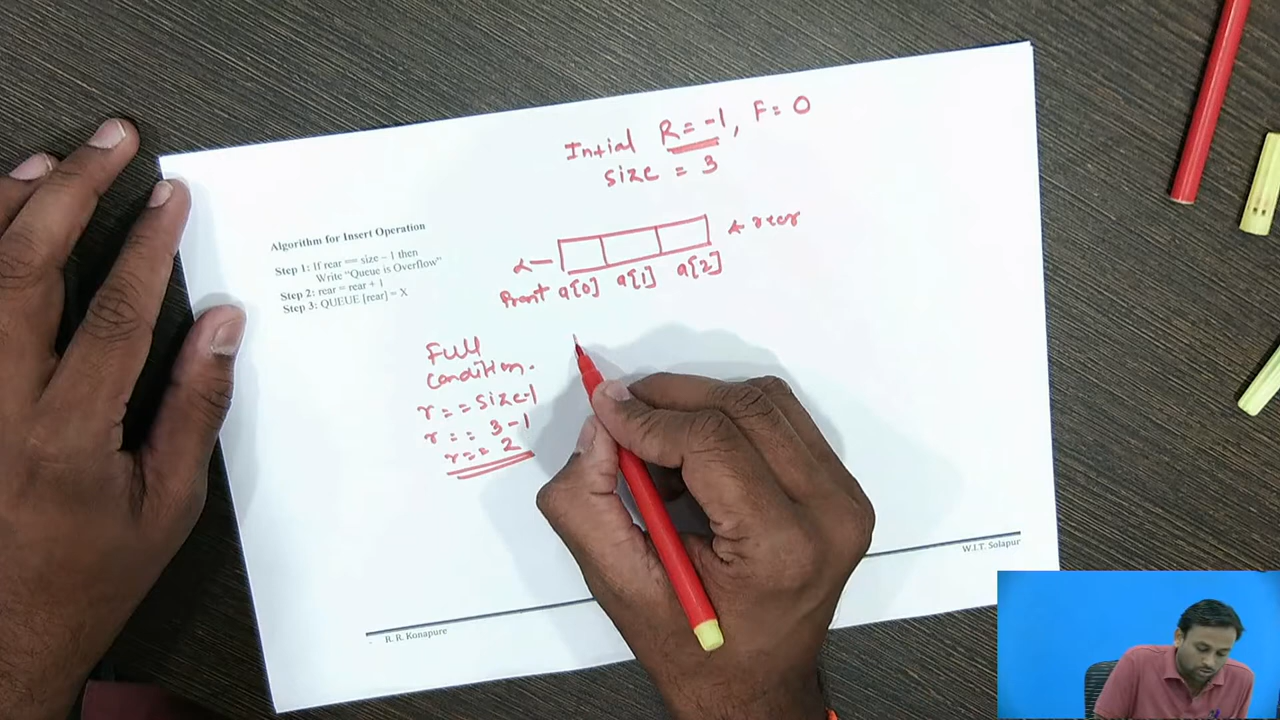 Intial R = -1, F = 0
size = 3
Algorithm for Insert Operation
Step 1: If rear == size – 1 then
Write “Queue is Overflow”
Step 2: rear = rear + 1
Step 3: QUEUE [rear] = X
← rear
Front a[0] a[1] a[2]
Full
condition.
r == size-1
r == 3-1
r == 2
W.I.T. Solapur
R. R. Konapure